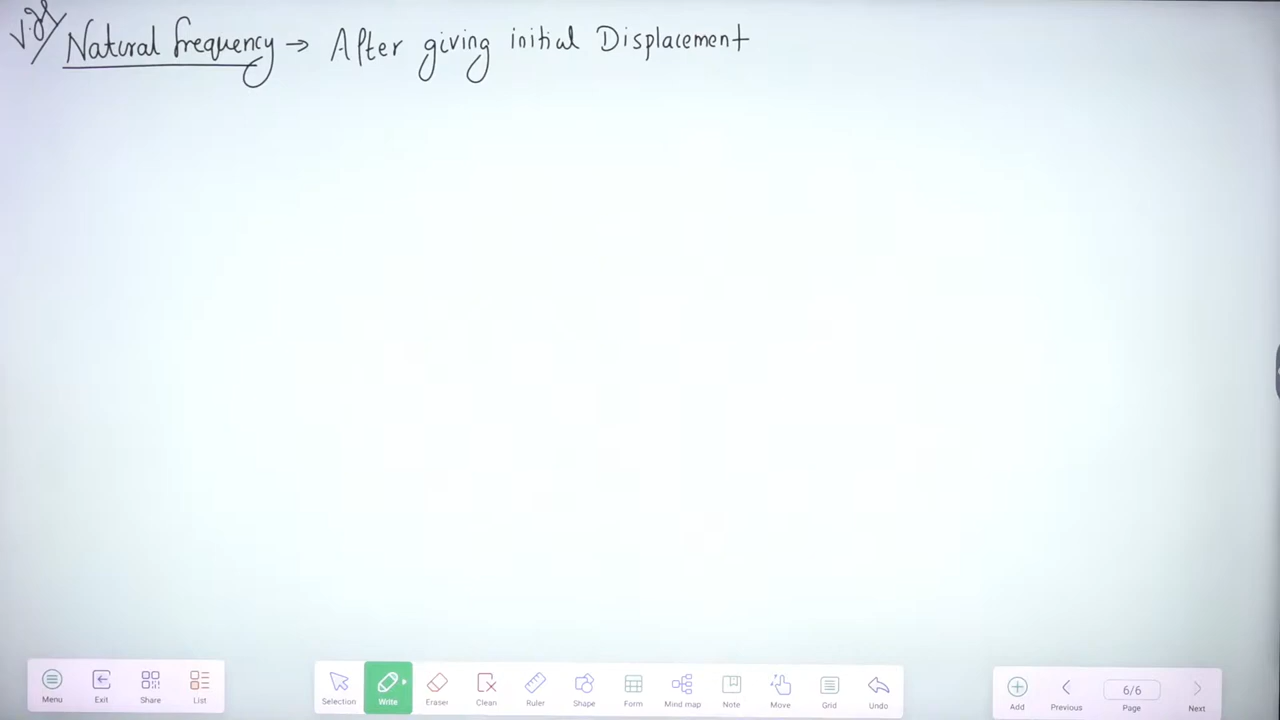 Natural frequency → After giving initial Displacement
Menu Exit Share List Selection Write Eraser Clean Ruler Shape Form Mind map Note Move Grid Undo Add Previous 6/6 Page Next